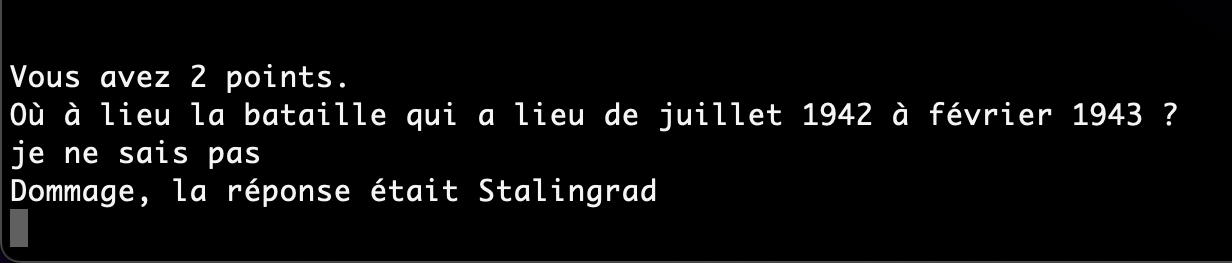 Vous avez 2 points.
Où à lieu la bataille qui a lieu de juillet 1942 à février 1943 ?
je ne sais pas
Dommage, la réponse était Stalingrad